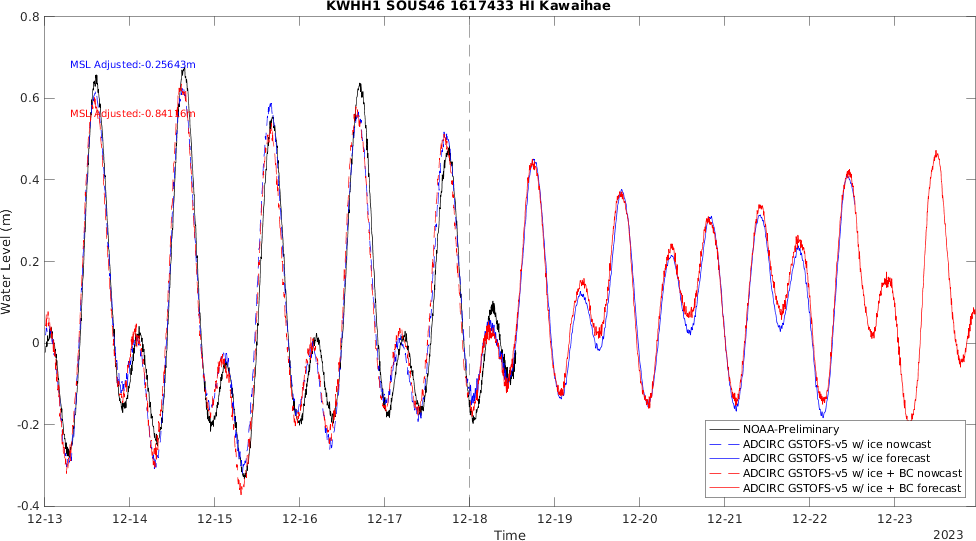 KWHH1 SOUS46 1617433 HI Kawaihae
0.8
0.6
0.4
0.2
0
-0.2
-0.4
Water Level (m)
MSL Adjusted:-0.25643m
MSL Adjusted:-0.84116m
NOAA-Preliminary
ADCIRC GSTOFS-v5 w/ ice nowcast
ADCIRC GSTOFS-v5 w/ ice forecast
ADCIRC GSTOFS-v5 w/ ice + BC nowcast
ADCIRC GSTOFS-v5 w/ ice + BC forecast
12-13 12-14 12-15 12-16 12-17 12-18 12-19 12-20 12-21 12-22 12-23
Time
2023